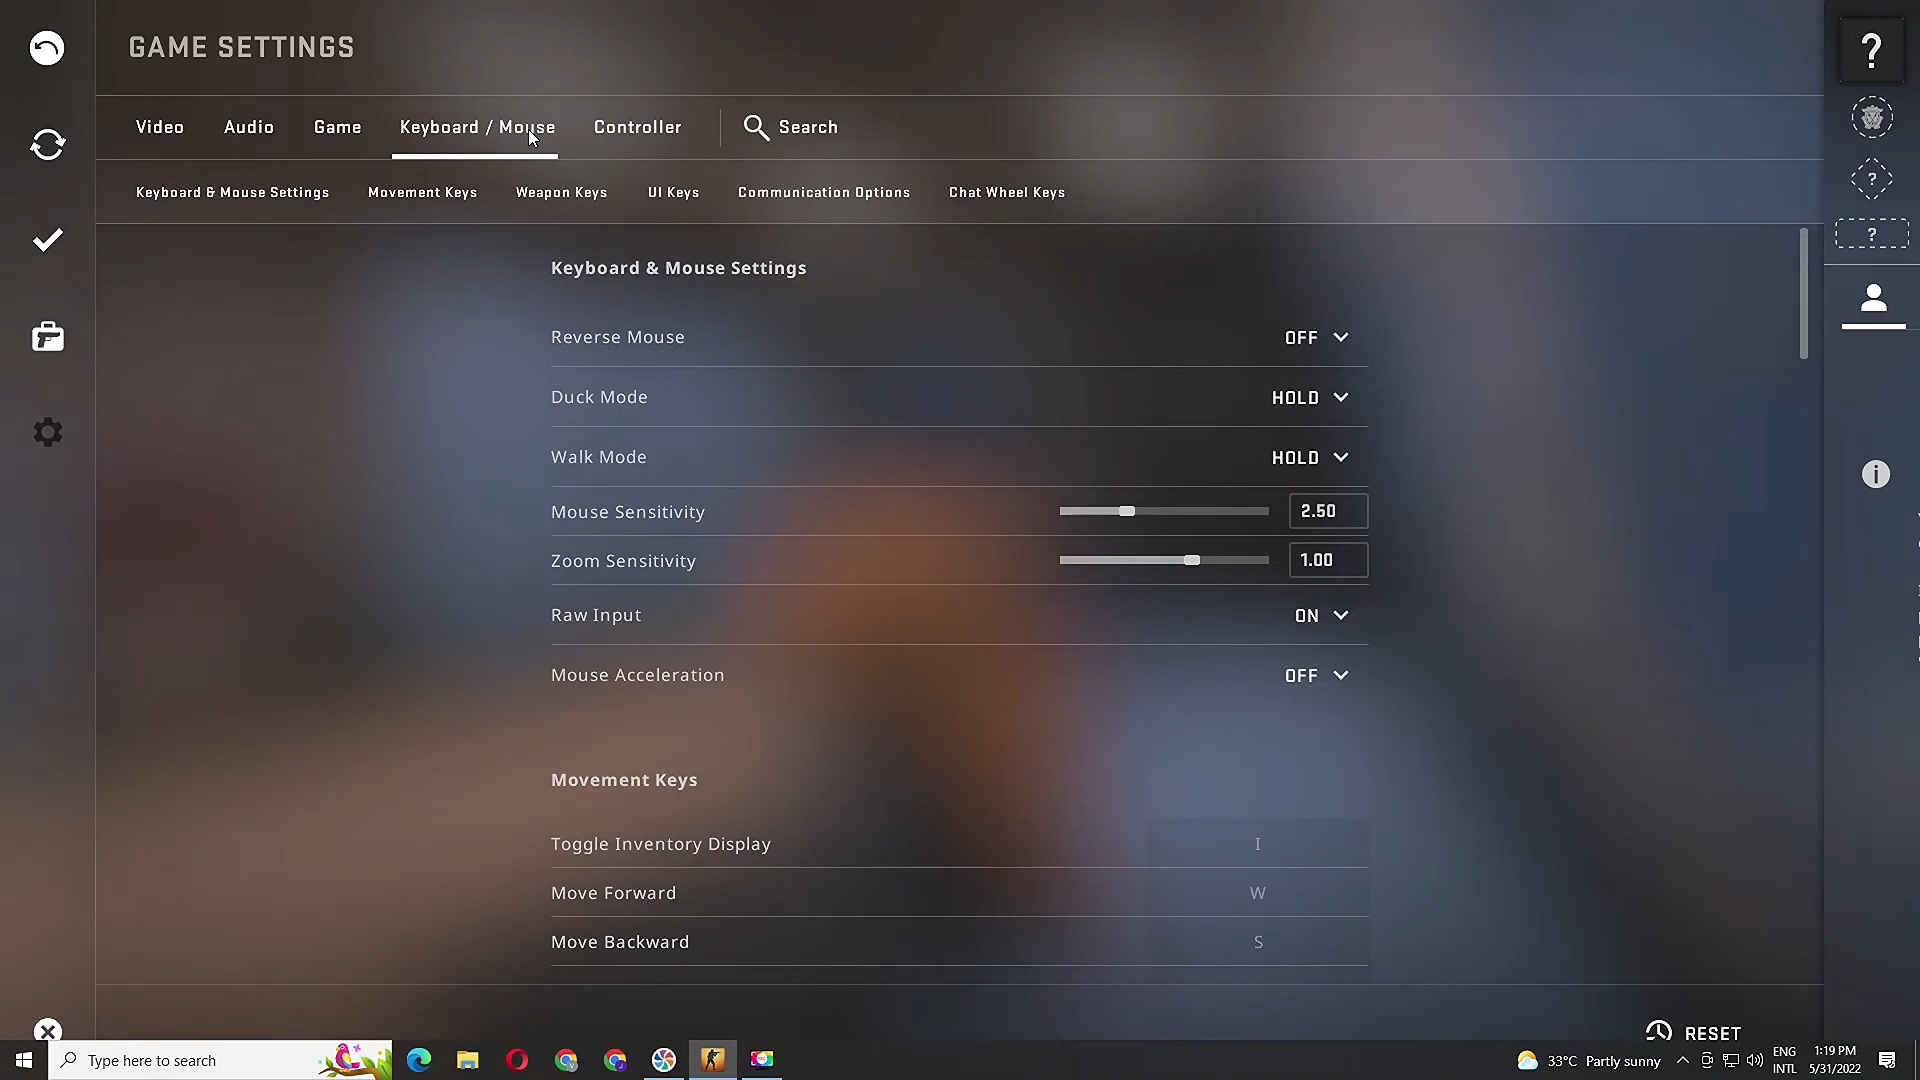 GAME SETTINGS
?
Video Audio Game Keyboard / Mouse Controller Search
Keyboard & Mouse Settings Movement Keys Weapon Keys UI Keys Communication Options Chat Wheel Keys
?
?
Keyboard & Mouse Settings
Reverse Mouse OFF
Duck Mode HOLD
Walk Mode HOLD
Mouse Sensitivity 2.50
Zoom Sensitivity 1.00
Raw Input ON
Mouse Acceleration OFF
Movement Keys
Toggle Inventory Display I
Move Forward W
Move Backward S
RESET
Type here to search
33°C Partly sunny
ENG
INTL
1:19 PM
5/31/2022